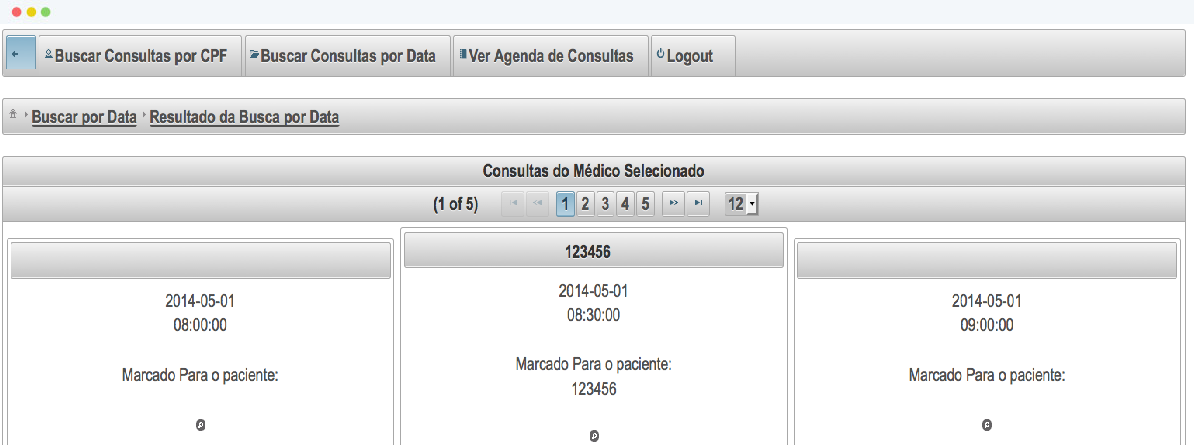 Buscar Consultas por CPF Buscar Consultas por Data Ver Agenda de Consultas Logout
Buscar por Data Resultado da Busca por Data
Consultas do Médico Selecionado
(1 of 5) 1 2 3 4 5 12
2014-05-01
08:00:00
Marcado Para o paciente:
123456
2014-05-01
08:30:00
Marcado Para o paciente:
123456
2014-05-01
09:00:00
Marcado Para o paciente: